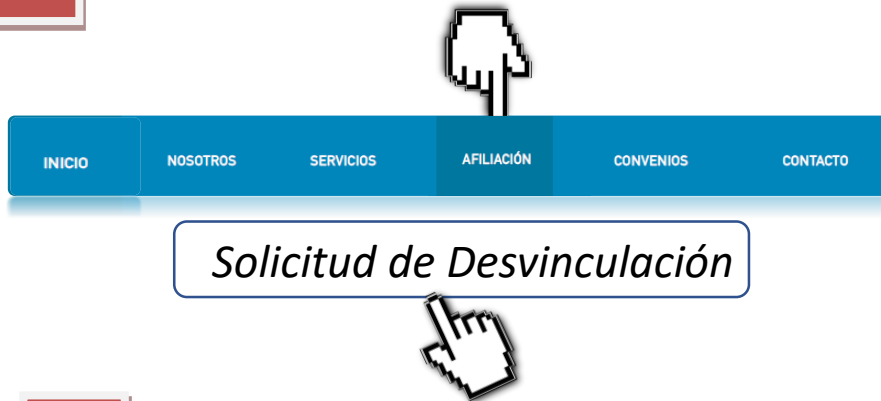 INICIO NOSOTROS SERVICIOS AFILIACIÓN CONVENIOS CONTACTO
Solicitud de Desvinculación